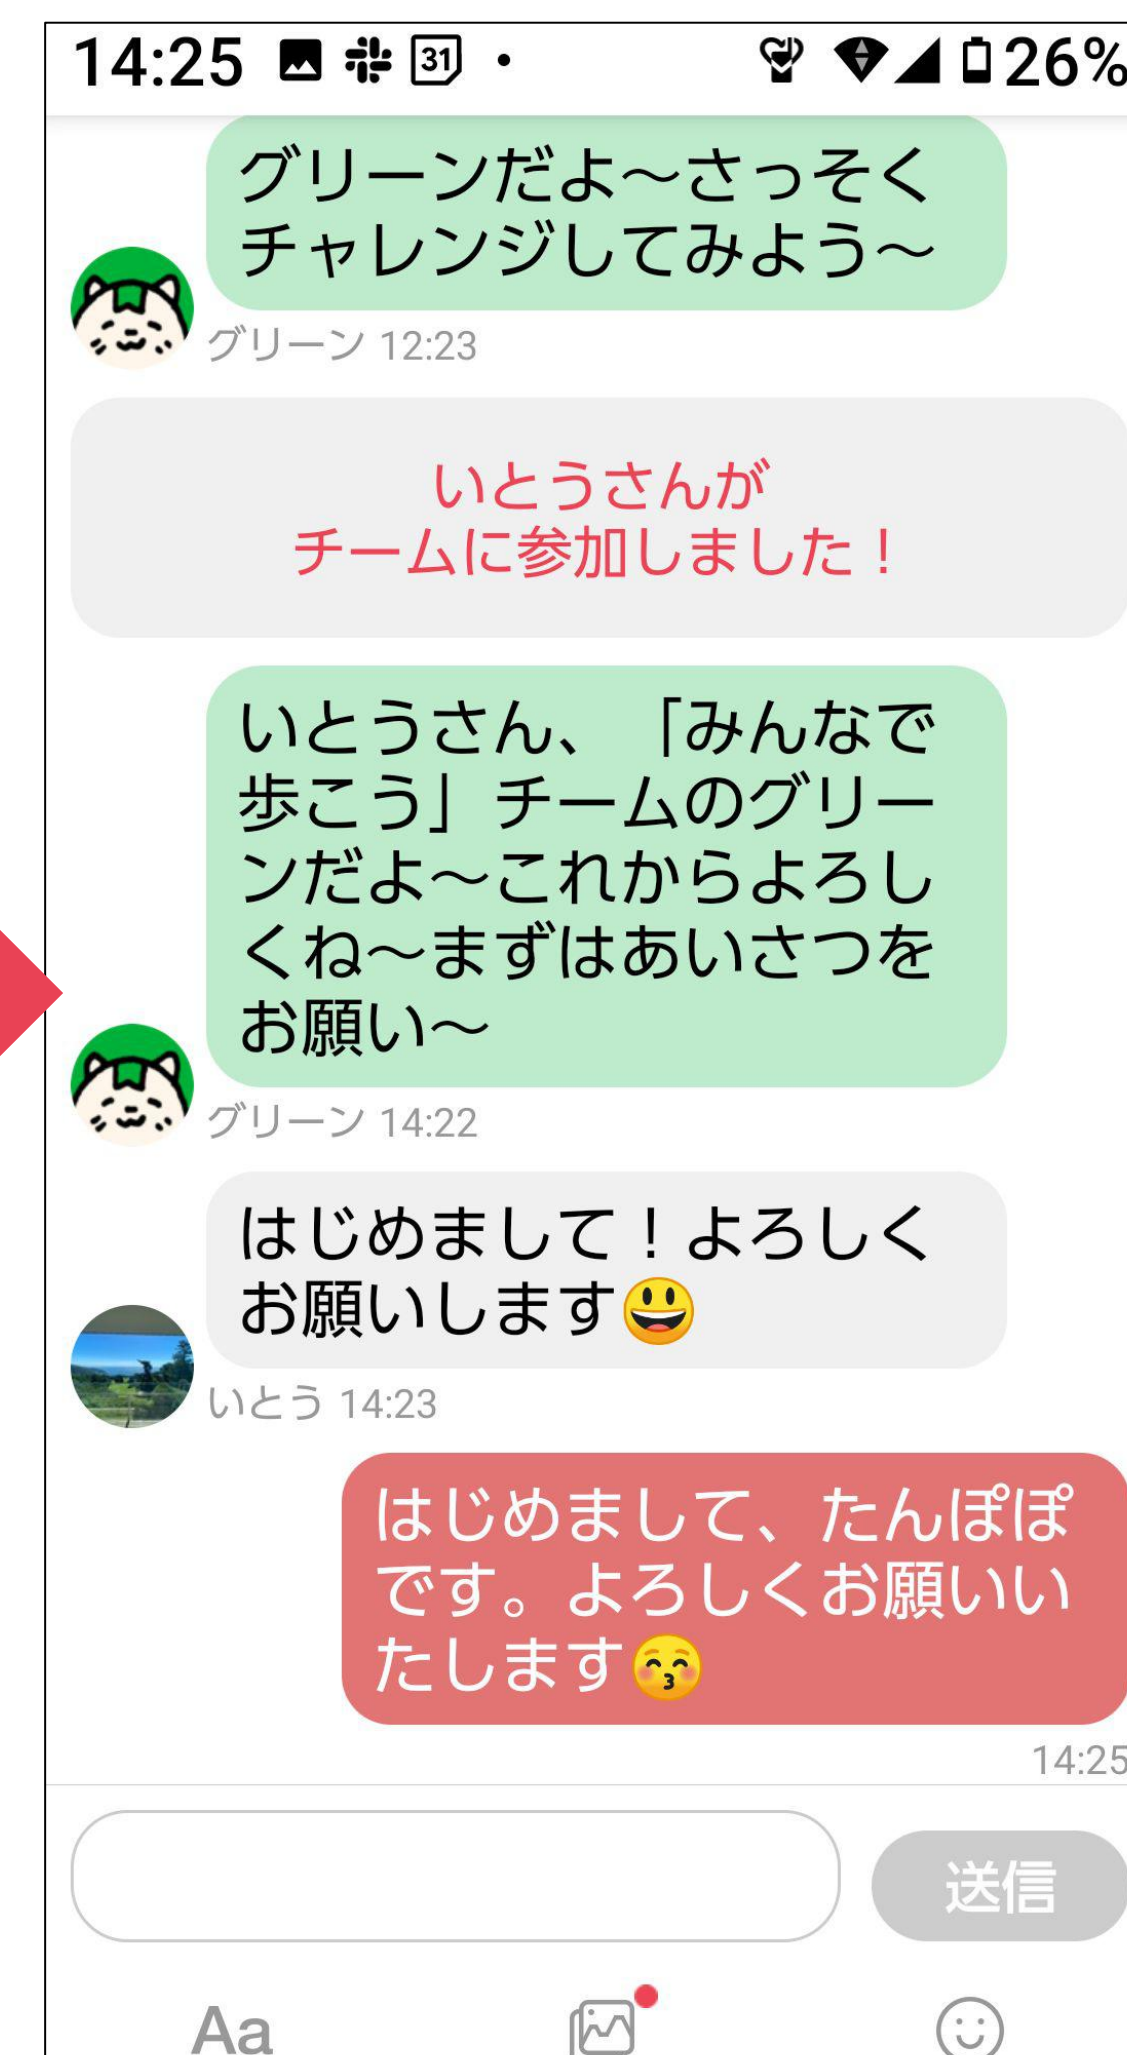 14:25 31 26%
グリーンだよ〜さっそく
チャレンジしてみよう〜
グリーン 12:23
いとうさんが
チームに参加しました！
いとうさん、「みんなで
歩こう」チームのグリー
ンだよ〜これからよろし
くね〜まずはあいさつを
お願い〜
グリーン 14:22
はじめまして！よろしく
お願いします😃
いとう 14:23
はじめまして、たんぽぽ
です。よろしくお願いい
たします😚
14:25
送信
Aa